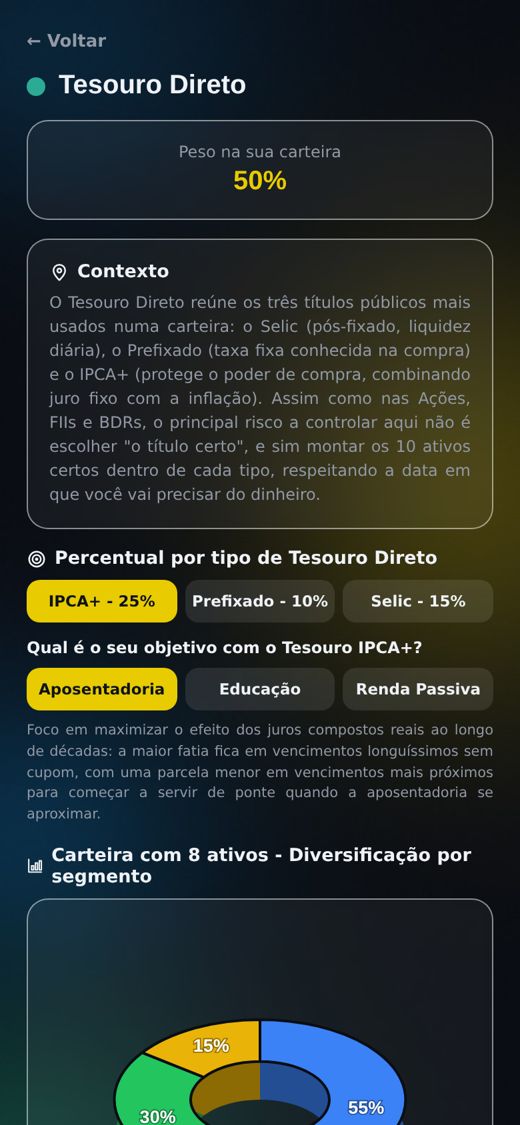 ← Voltar
Tesouro Direto
Peso na sua carteira
50%
Contexto
O Tesouro Direto reúne os três títulos públicos mais
usados numa carteira: o Selic (pós-fixado, liquidez
diária), o Prefixado (taxa fixa conhecida na compra)
e o IPCA+ (protege o poder de compra, combinando
juro fixo com a inflação). Assim como nas Ações,
FIIs e BDRs, o principal risco a controlar aqui não é
escolher "o título certo", e sim montar os 10 ativos
certos dentro de cada tipo, respeitando a data em
que você vai precisar do dinheiro.
Percentual por tipo de Tesouro Direto
IPCA+ - 25%
Prefixado - 10%
Selic - 15%
Qual é o seu objetivo com o Tesouro IPCA+?
Aposentadoria
Educação
Renda Passiva
Foco em maximizar o efeito dos juros compostos reais ao longo
de décadas: a maior fatia fica em vencimentos longuíssimos sem
cupom, com uma parcela menor em vencimentos mais próximos
para começar a servir de ponte quando a aposentadoria se
aproximar.
Carteira com 8 ativos - Diversificação por
segmento
15%
55%
30%